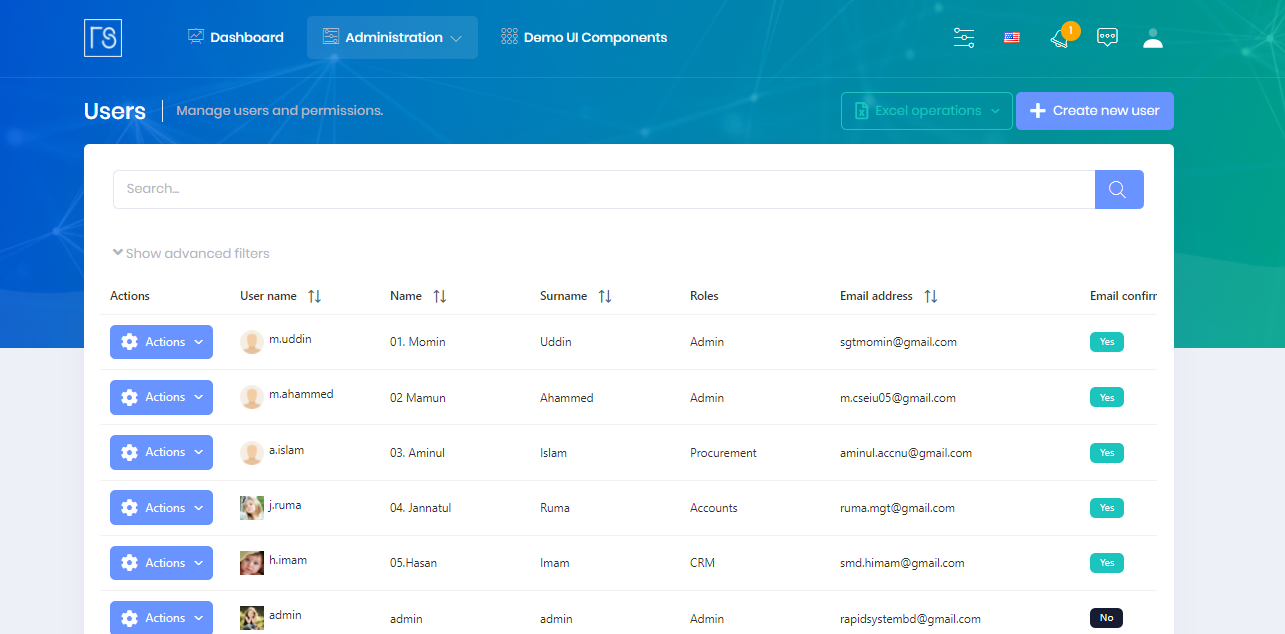 TS
Dashboard
Administration
Demo UI Components
1
Users
Manage users and permissions.
Excel operations
Create new user
Search...
Show advanced filters
Actions User name Name Surname Roles Email address Email confirm
Actions m.uddin 01. Momin Uddin Admin sgtmomin@gmail.com Yes
Actions m.ahammed 02 Mamun Ahammed Admin m.cseiu05@gmail.com Yes
Actions a.islam 03. Aminul Islam Procurement aminul.accnu@gmail.com Yes
Actions j.ruma 04. Jannatul Ruma Accounts ruma.mgt@gmail.com Yes
Actions h.imam 05.Hasan Imam CRM smd.himam@gmail.com Yes
Actions admin admin admin Admin rapidsystembd@gmail.com No